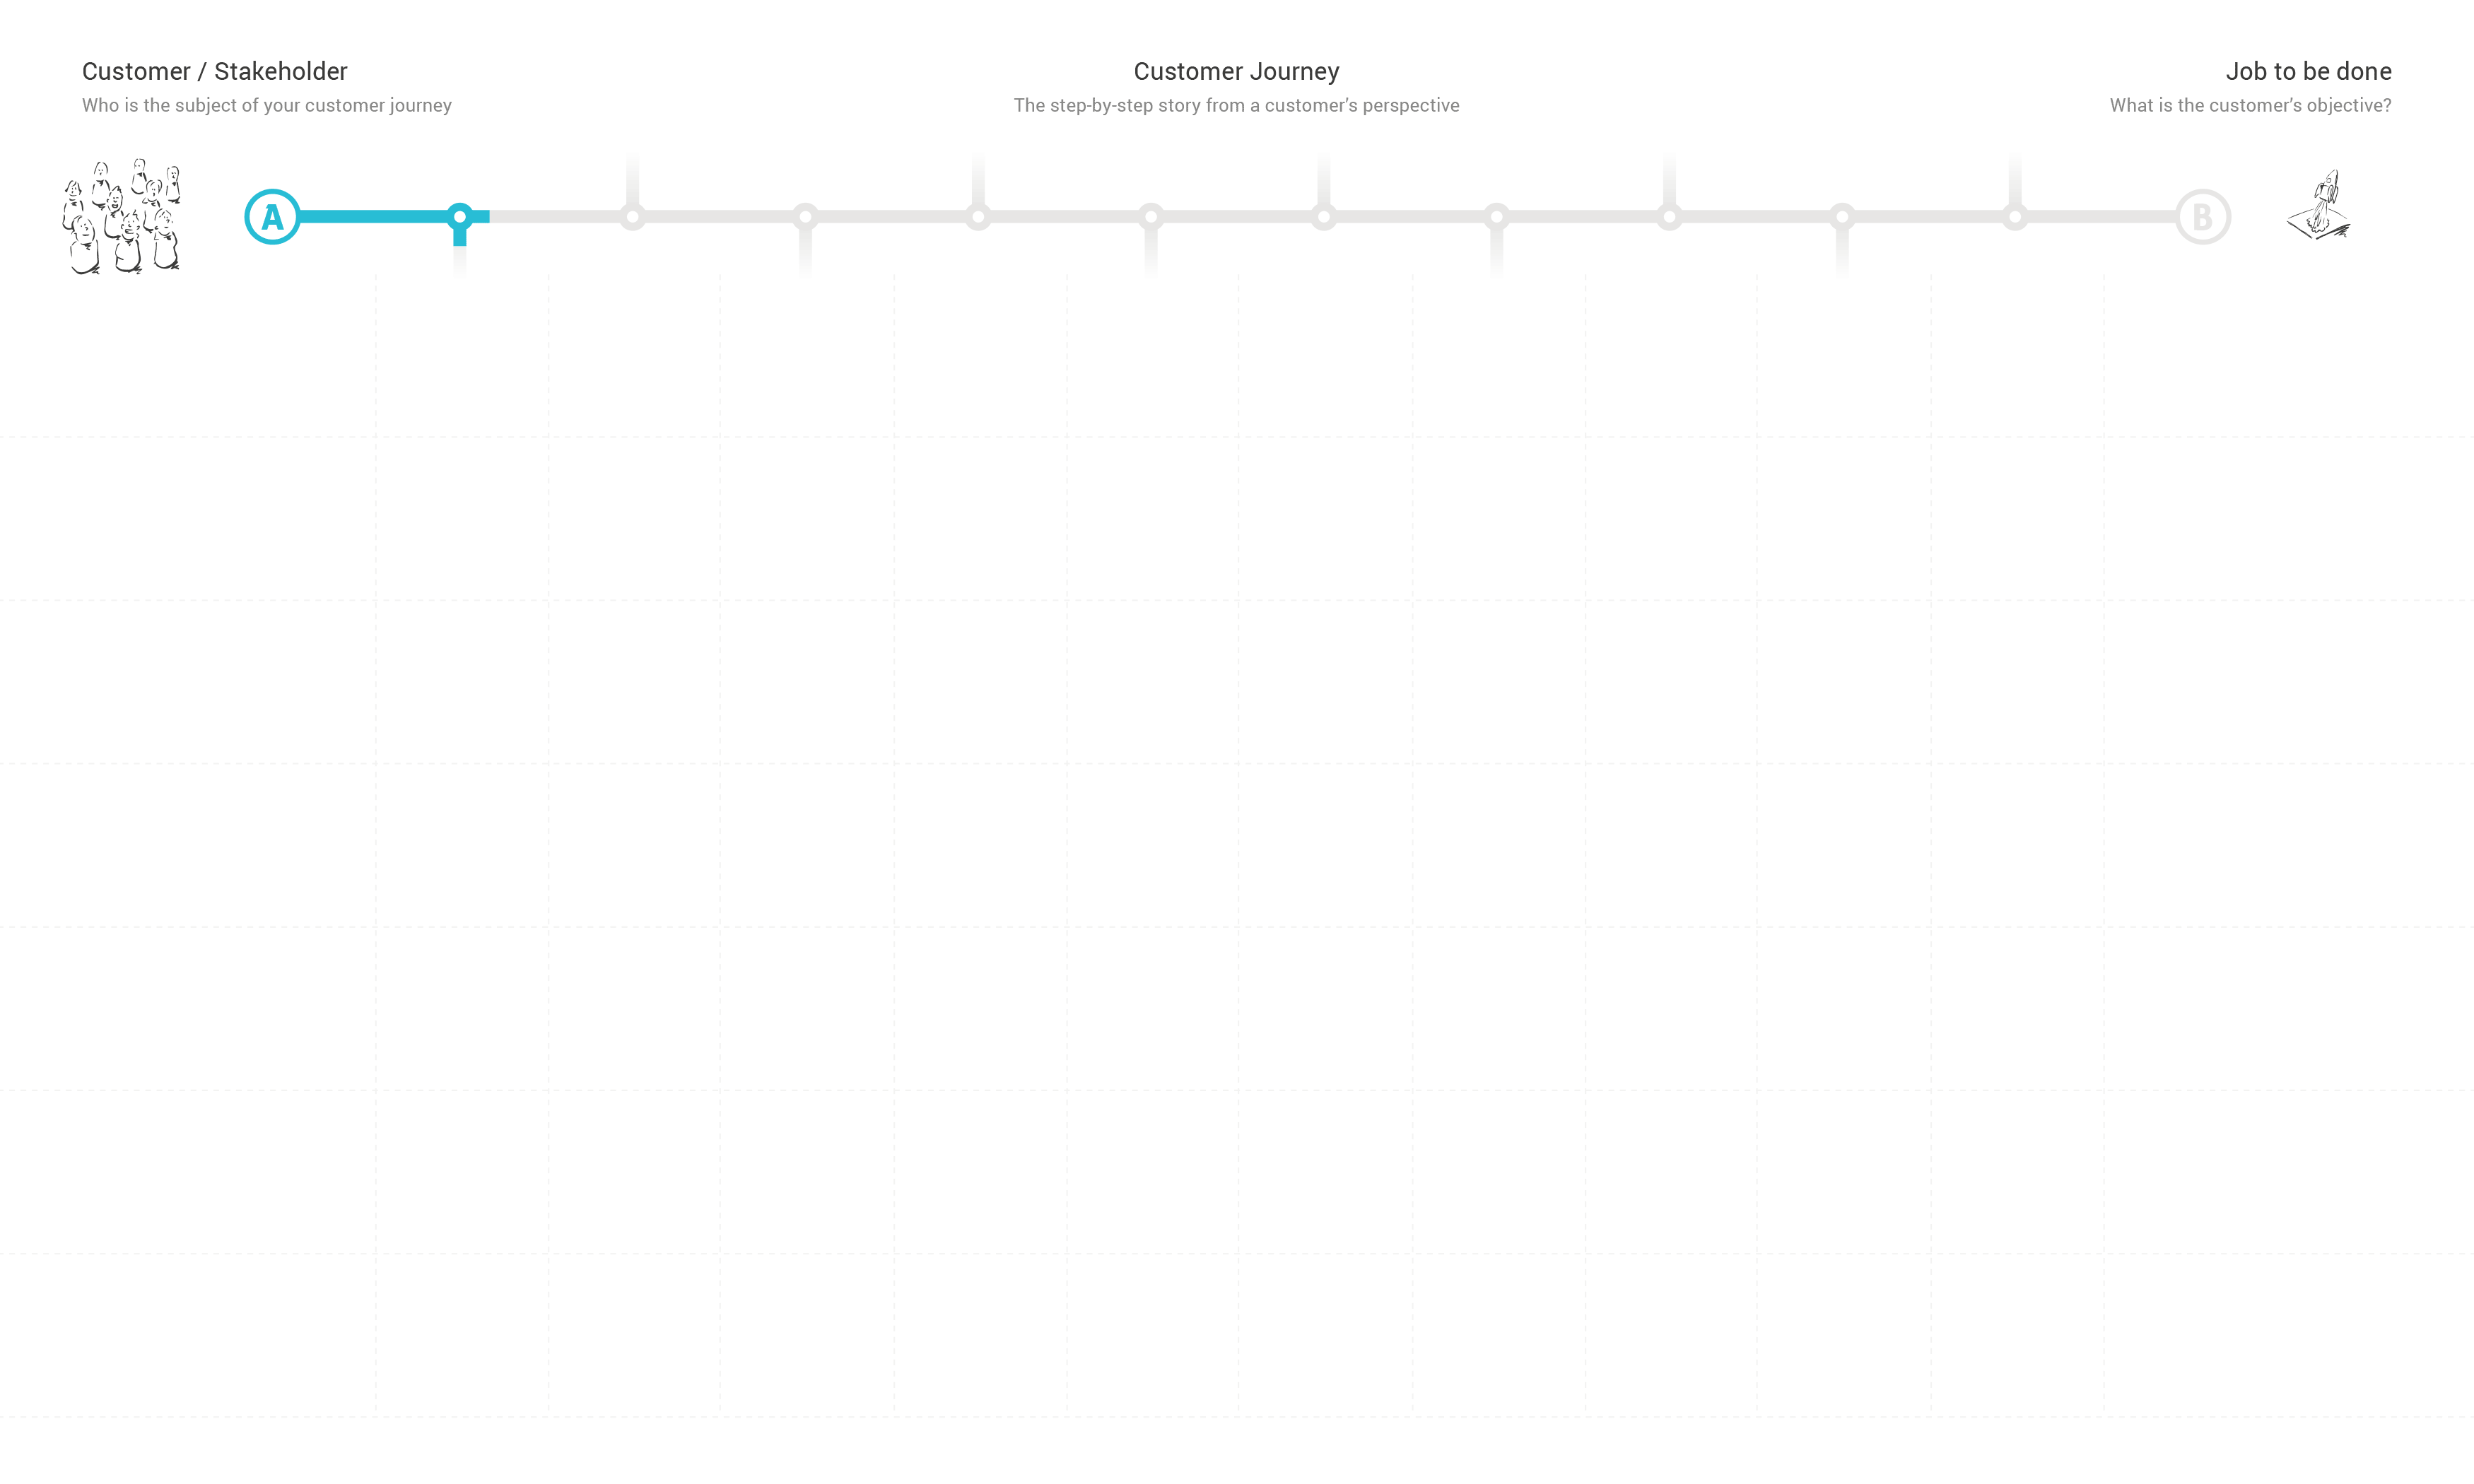 Customer / Stakeholder
Who is the subject of your customer journey
Customer Journey
The step-by-step story from a customer’s perspective
Job to be done
What is the customer’s objective?
A
B